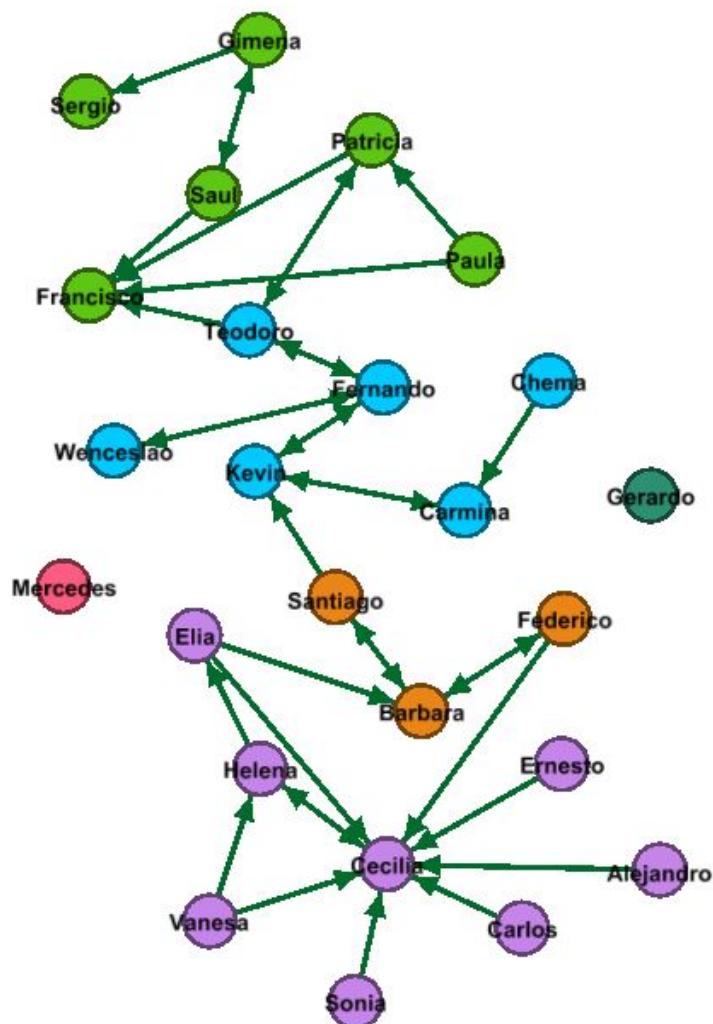 Gimena
Sergio
Patricia
Saul
Paula
Francisco
Teodoro
Fernando
Chema
Wenceslao
Kevin
Carmina
Gerardo
Mercedes
Santiago
Federico
Elia
Barbara
Helena
Ernesto
Cecilia
Alejandro
Vanesa
Carlos
Sonia